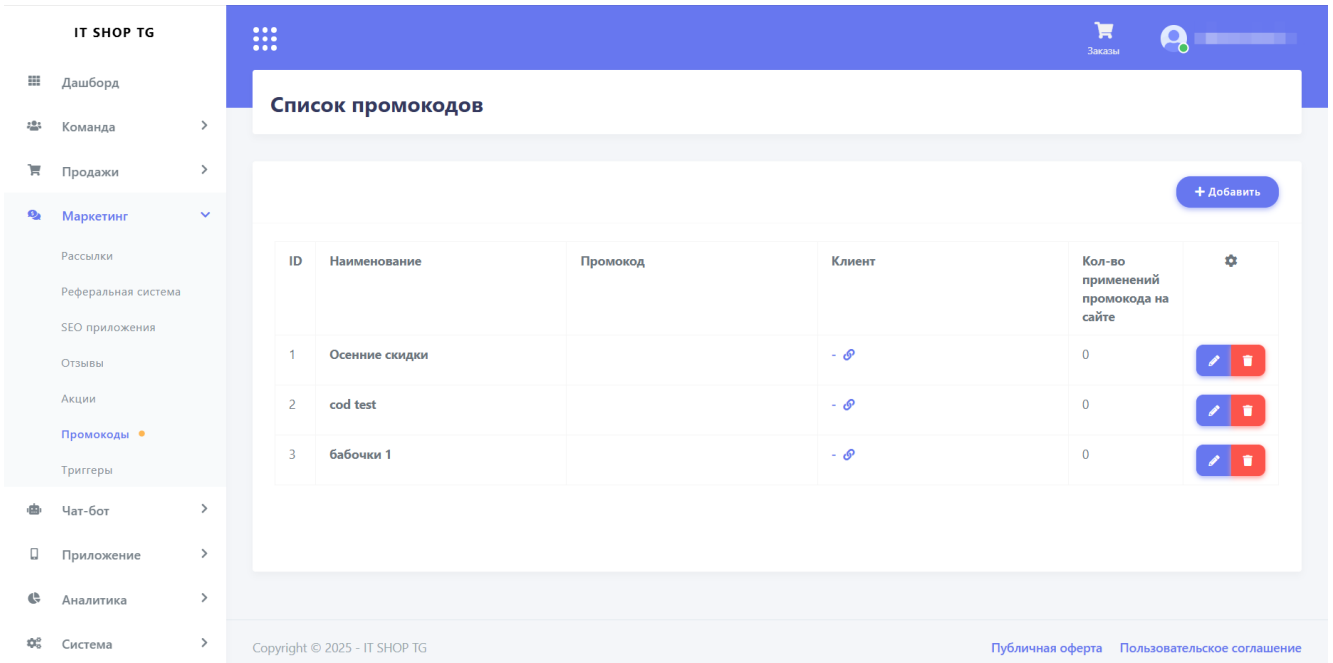 IT SHOP TG
Заказы
Дашборд
Команда
Продажи
Маркетинг
Рассылки
Реферальная система
SEO приложения
Отзывы
Акции
Промокоды
Триггеры
Чат-бот
Приложение
Аналитика
Система
Список промокодов
+ Добавить
ID Наименование Промокод Клиент Кол-во
применений
промокода на
сайте
1 Осенние скидки - 0
2 cod test - 0
3 бабочки 1 - 0
Copyright © 2025 - IT SHOP TG
Публичная оферта Пользовательское соглашение